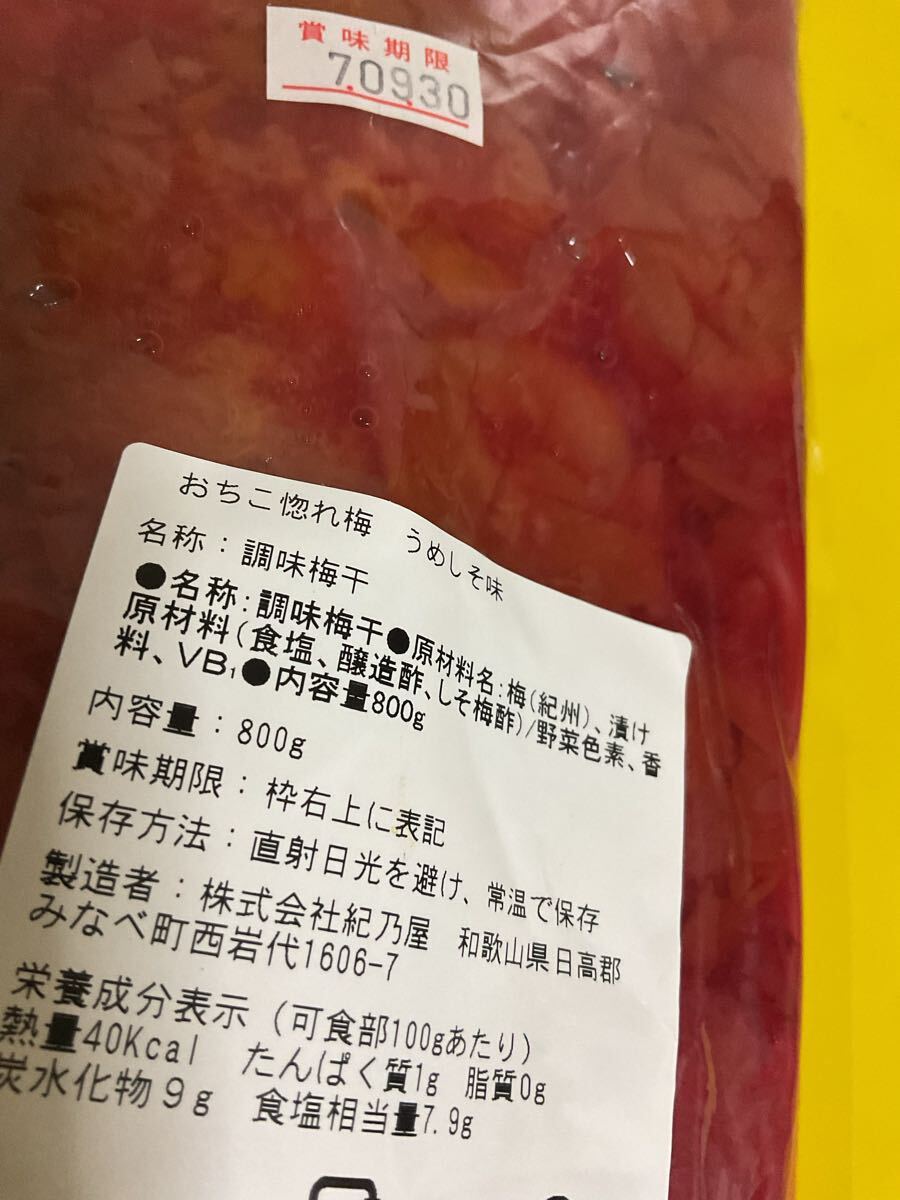 賞味期限
7.09.30
おちこ惚れ梅　うめしそ味
名称：調味梅干
●名称：調味梅干●原材料名：梅（紀州）、漬け
原材料（食塩、醸造酢、しそ梅酢）/野菜色素、香
料、VB₁●内容量800g
内容量：800g
賞味期限：枠右上に表記
保存方法：直射日光を避け、常温で保存
製造者：株式会社紀乃屋　和歌山県日高郡
みなべ町西岩代1606-7
栄養成分表示（可食部100gあたり）
熱量40Kcal　たんぱく質1g　脂質0g
炭水化物９g　食塩相当量7.9g